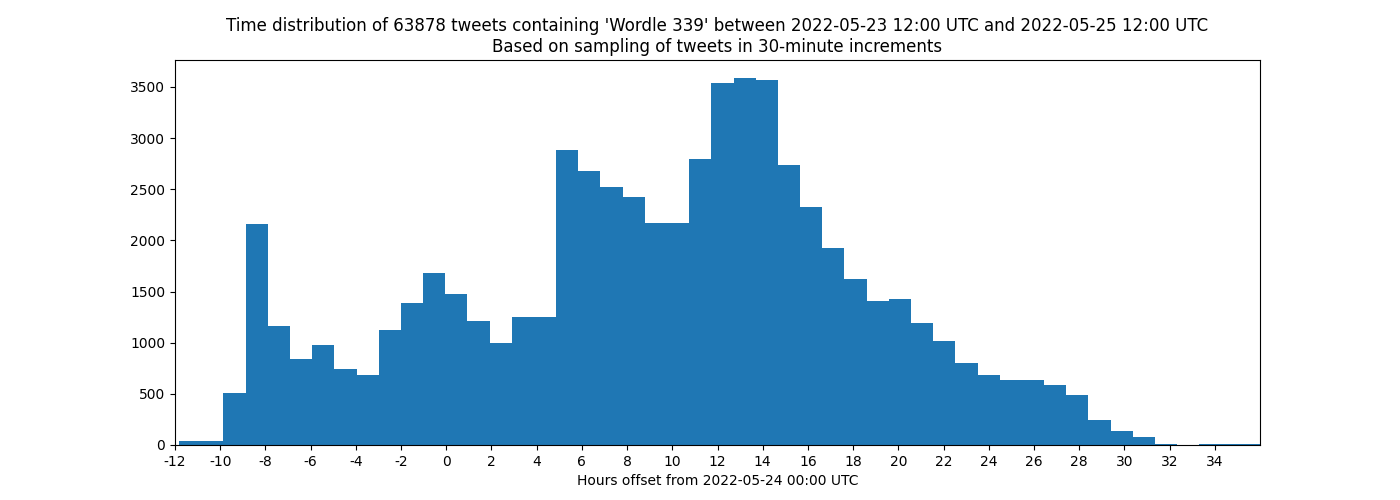 Time distribution of 63878 tweets containing 'Wordle 339' between 2022-05-23 12:00 UTC and 2022-05-25 12:00 UTC
Based on sampling of tweets in 30-minute increments
3500
3000
2500
2000
1500
1000
500
0
-12 -10 -8 -6 -4 -2 0 2 4 6 8 10 12 14 16 18 20 22 24 26 28 30 32 34
Hours offset from 2022-05-24 00:00 UTC